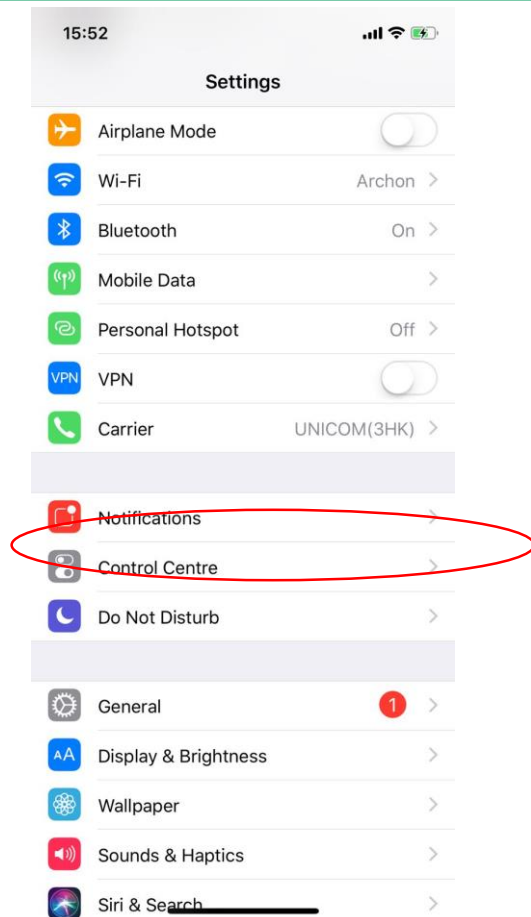 15:52
Settings
Airplane Mode
Wi-Fi Archon
Bluetooth On
Mobile Data
Personal Hotspot Off
VPN VPN
Carrier UNICOM(3HK)
Notifications
Control Centre
Do Not Disturb
General 1
AA Display & Brightness
Wallpaper
Sounds & Haptics
Siri & Search